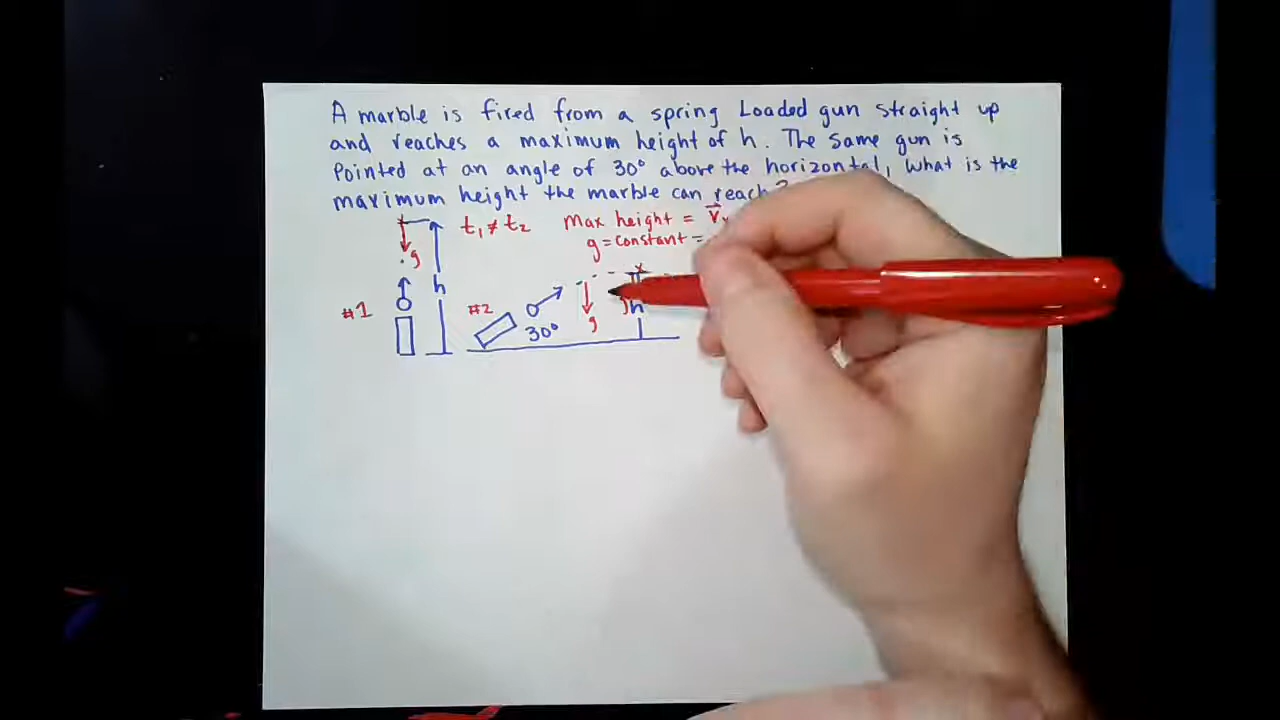 A marble is fired from a spring Loaded gun straight up
and reaches a maximum height of h. The same gun is
Pointed at an angle of 30° above the horizontal, what is the
maximum height the marble can reach?
t₁ ≠ t₂ Max height =
g = constant =
g
h
#1
#2
30°
g
h